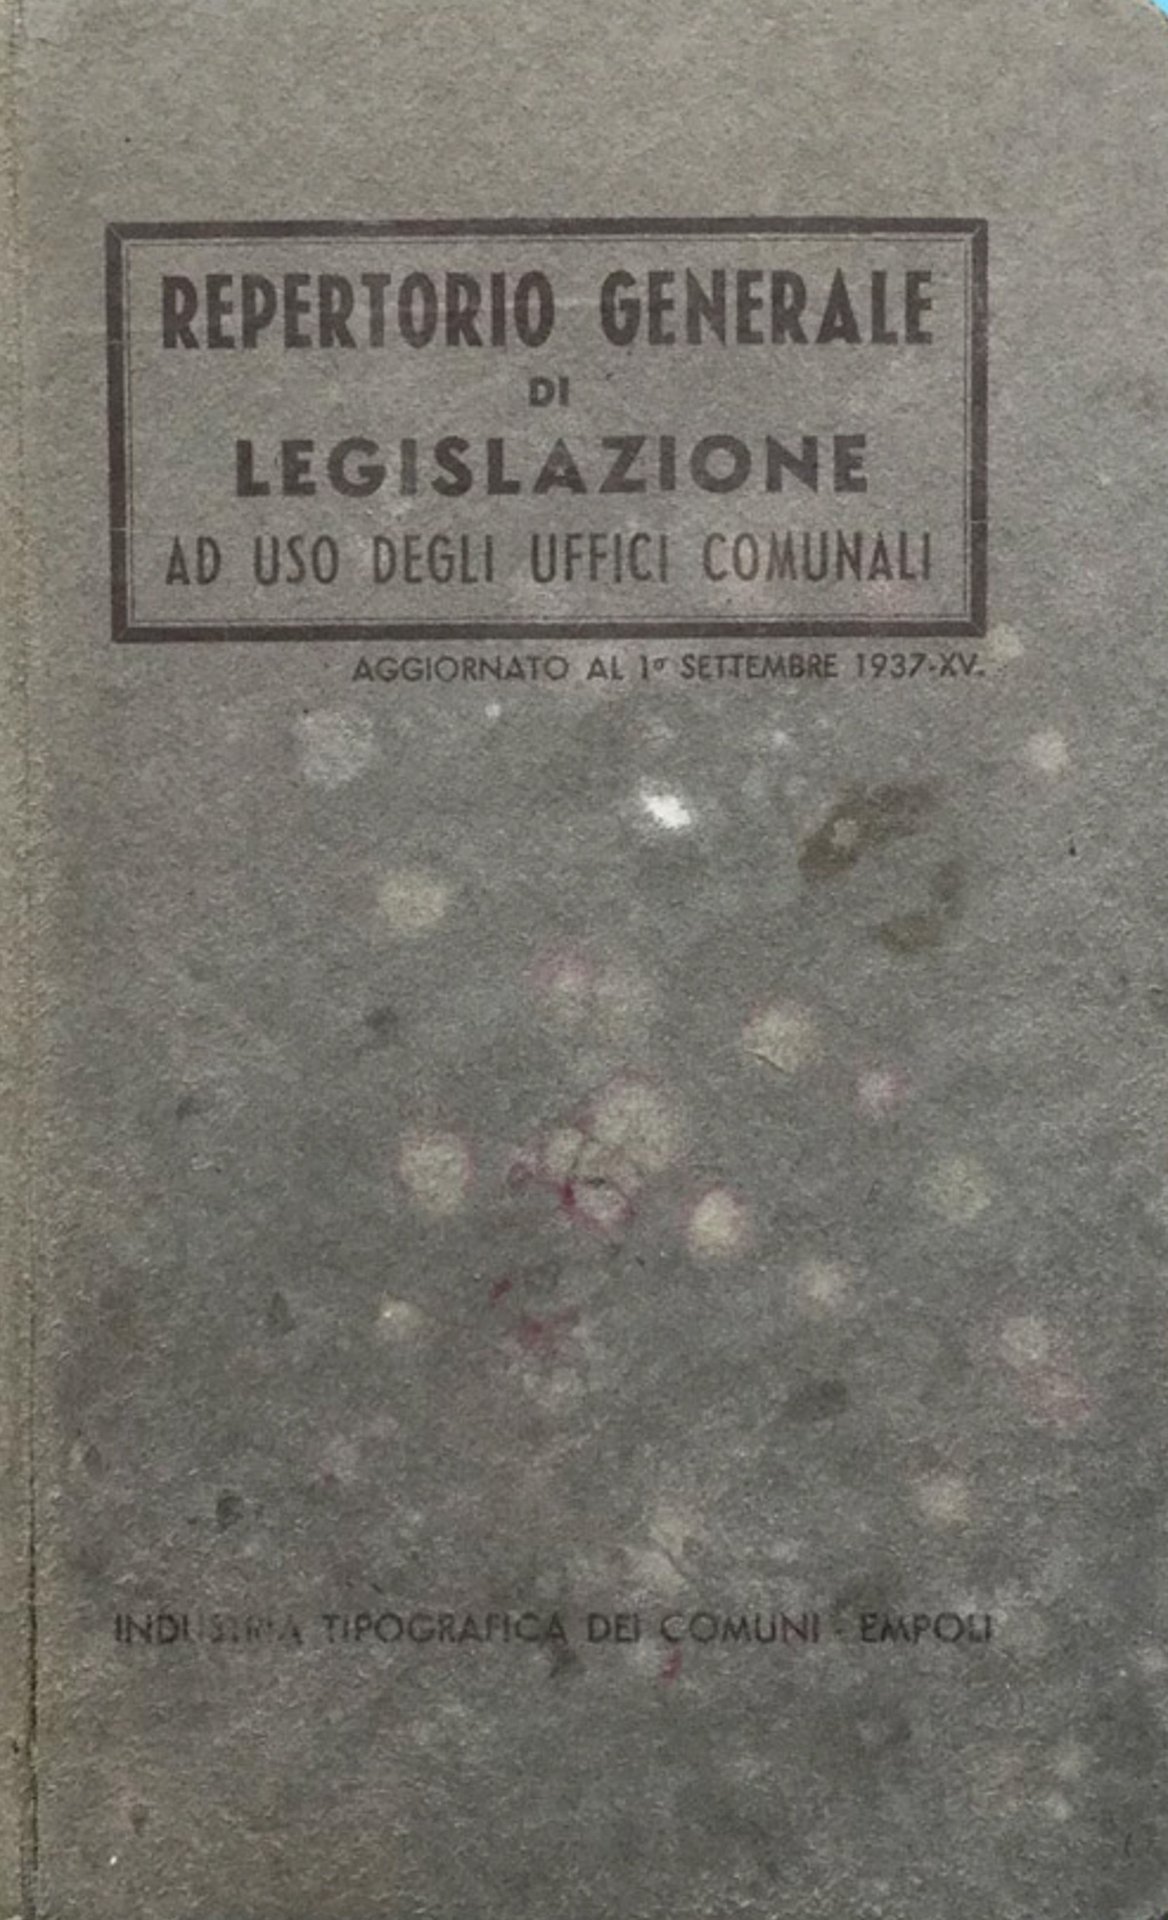 REPERTORIO GENERALE
DI
LEGISLAZIONE
AD USO DEGLI UFFICI COMUNALI
AGGIORNATO AL 1º SETTEMBRE 1937-XV.
INDUSTRIA TIPOGRAFICA DEI COMUNI - EMPOLI